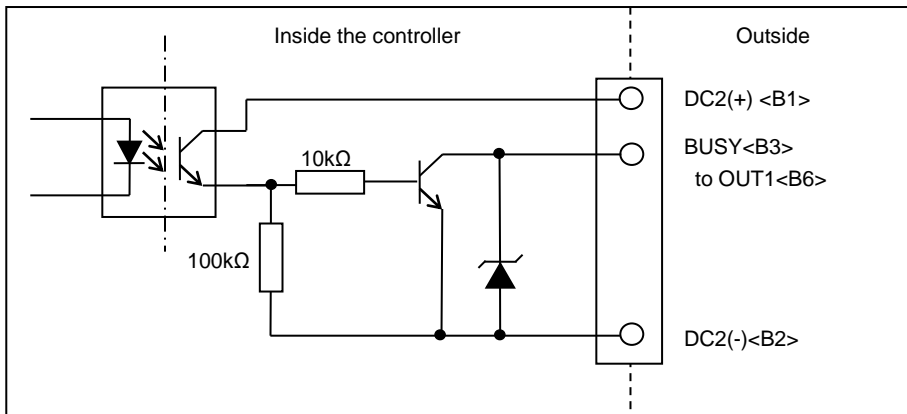 Inside the controller
Outside
DC2(+) <B1>
BUSY<B3>
to OUT1<B6>
10kΩ
100kΩ
DC2(-)<B2>